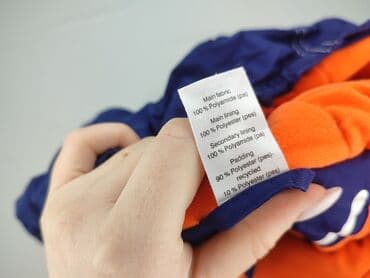 Main fabric
100 % Polyamide (pa)
Main lining
100 % Polyester (pes)
Secondary lining
100 % Polyamide (pa)
Padding
90 % Polyester (pes)-
recycled
10 % Polyester (pes)